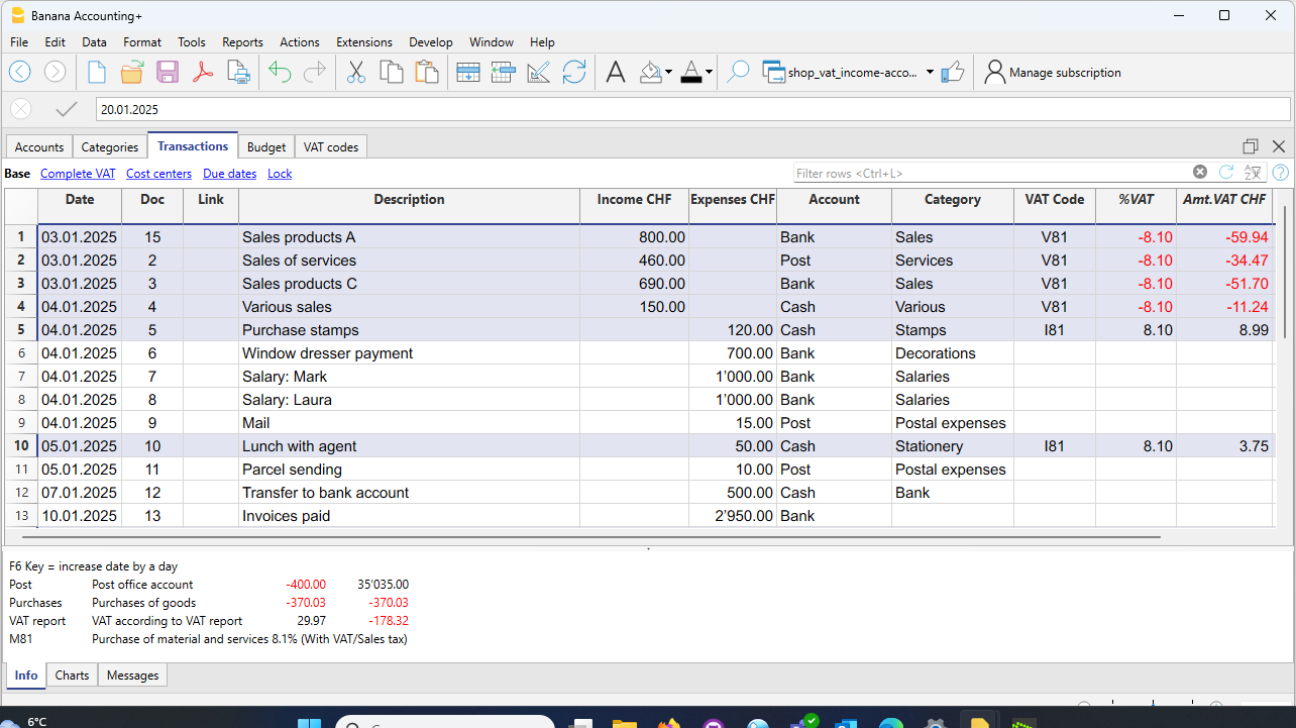 Banana Accounting+
File Edit Data Format Tools Reports Actions Extensions Develop Window Help
shop_vat_income-acco... Manage subscription
20.01.2025
Accounts Categories Transactions Budget VAT codes
Base Complete VAT Cost centers Due dates Lock Filter rows <Ctrl+L>
Date Doc Link Description Income CHF Expenses CHF Account Category VAT Code %VAT Amt.VAT CHF
1 03.01.2025 15 Sales products A 800.00 Bank Sales V81 -8.10 -59.94
2 03.01.2025 2 Sales of services 460.00 Post Services V81 -8.10 -34.47
3 03.01.2025 3 Sales products C 690.00 Bank Sales V81 -8.10 -51.70
4 04.01.2025 4 Various sales 150.00 Cash Various V81 -8.10 -11.24
5 04.01.2025 5 Purchase stamps 120.00 Cash Stamps I81 8.10 8.99
6 04.01.2025 6 Window dresser payment 700.00 Bank Decorations
7 04.01.2025 7 Salary: Mark 1'000.00 Bank Salaries
8 04.01.2025 8 Salary: Laura 1'000.00 Bank Salaries
9 04.01.2025 9 Mail 15.00 Post Postal expenses
10 05.01.2025 10 Lunch with agent 50.00 Cash Stationery I81 8.10 3.75
11 05.01.2025 11 Parcel sending 10.00 Post Postal expenses
12 07.01.2025 12 Transfer to bank account 500.00 Cash Bank
13 10.01.2025 13 Invoices paid 2'950.00 Bank
F6 Key = increase date by a day
Post Post office account -400.00 35'035.00
Purchases Purchases of goods -370.03 -370.03
VAT report VAT according to VAT report 29.97 -178.32
M81 Purchase of material and services 8.1% (With VAT/Sales tax)
Info Charts Messages
6°C